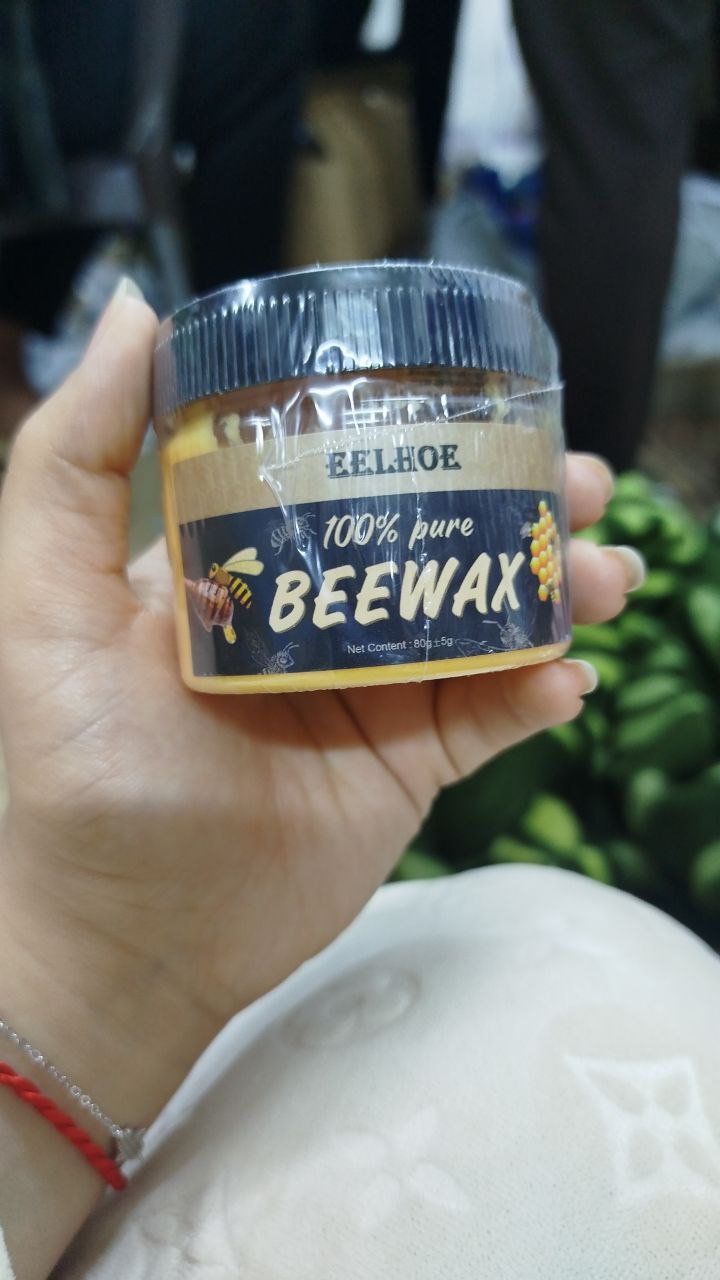 EELHOE
100% pure
BEEWAX
Net Content : 80g±5g